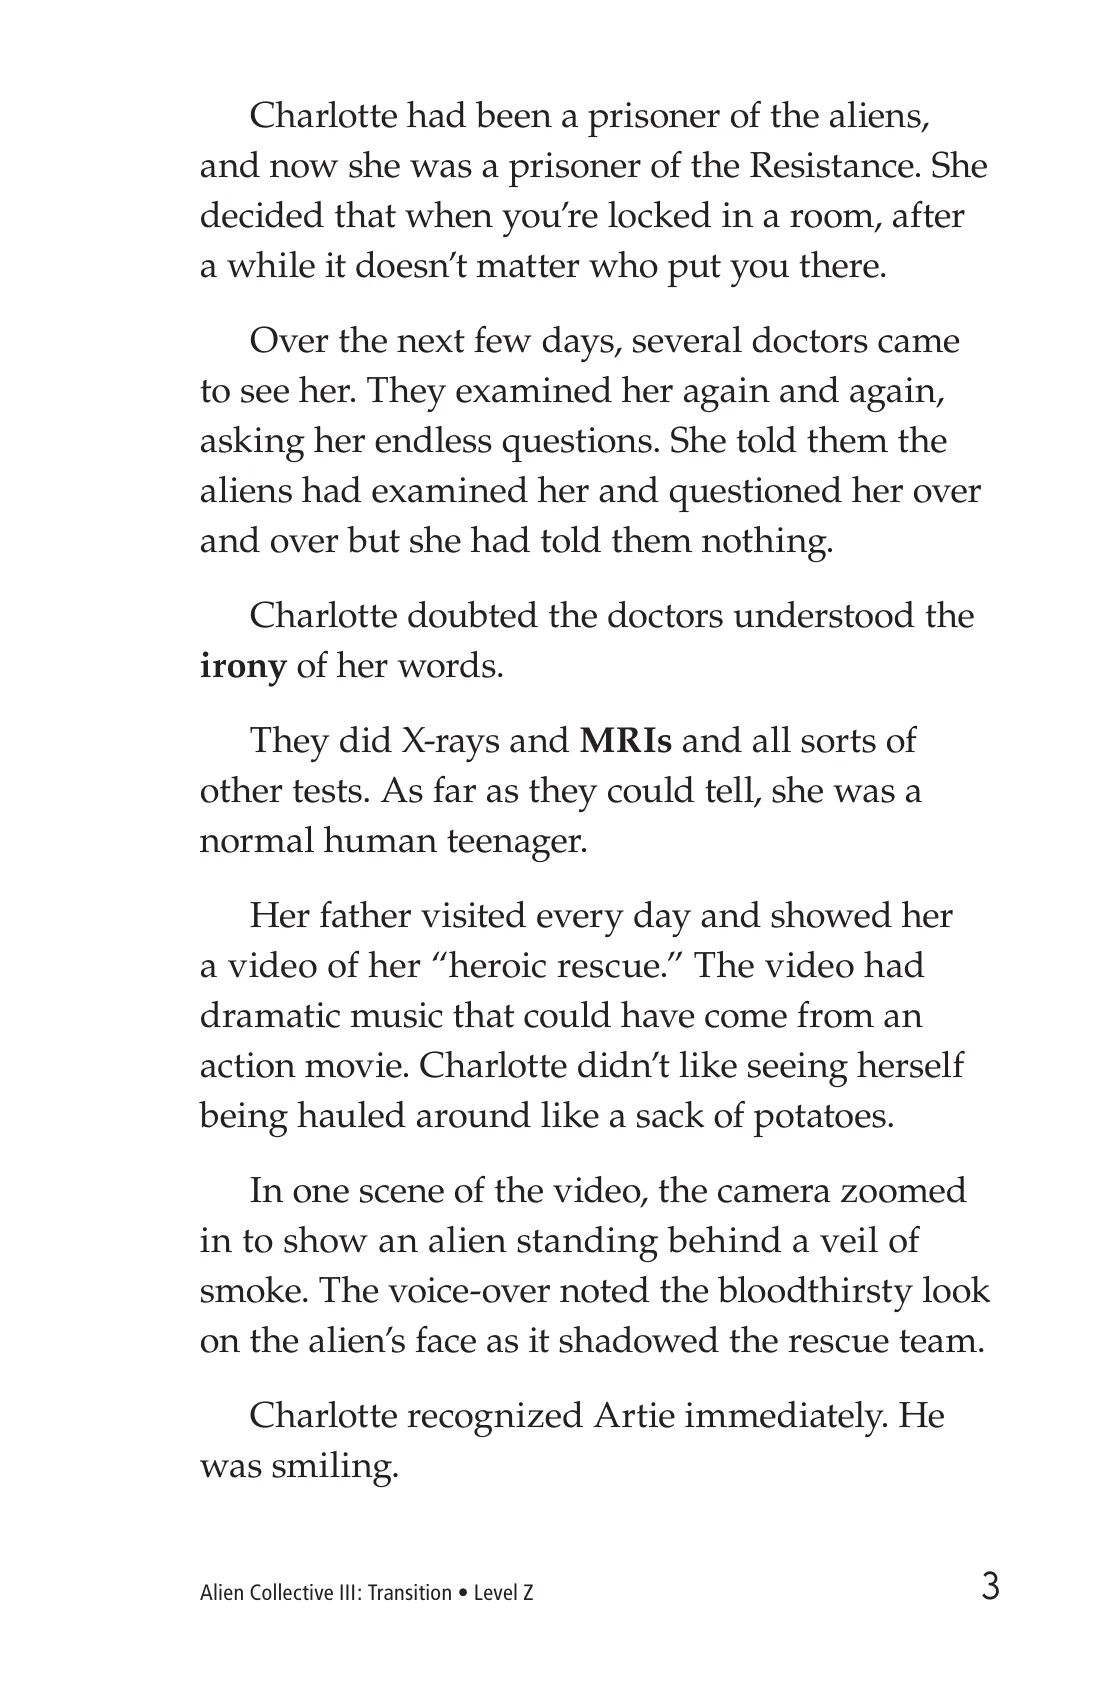 Charlotte had been a prisoner of the aliens,
and now she was a prisoner of the Resistance. She
decided that when you’re locked in a room, after
a while it doesn’t matter who put you there.
Over the next few days, several doctors came
to see her. They examined her again and again,
asking her endless questions. She told them the
aliens had examined her and questioned her over
and over but she had told them nothing.
Charlotte doubted the doctors understood the
irony of her words.
They did X-rays and MRIs and all sorts of
other tests. As far as they could tell, she was a
normal human teenager.
Her father visited every day and showed her
a video of her “heroic rescue.” The video had
dramatic music that could have come from an
action movie. Charlotte didn’t like seeing herself
being hauled around like a sack of potatoes.
In one scene of the video, the camera zoomed
in to show an alien standing behind a veil of
smoke. The voice-over noted the bloodthirsty look
on the alien’s face as it shadowed the rescue team.
Charlotte recognized Artie immediately. He
was smiling.
Alien Collective III: Transition • Level Z
3